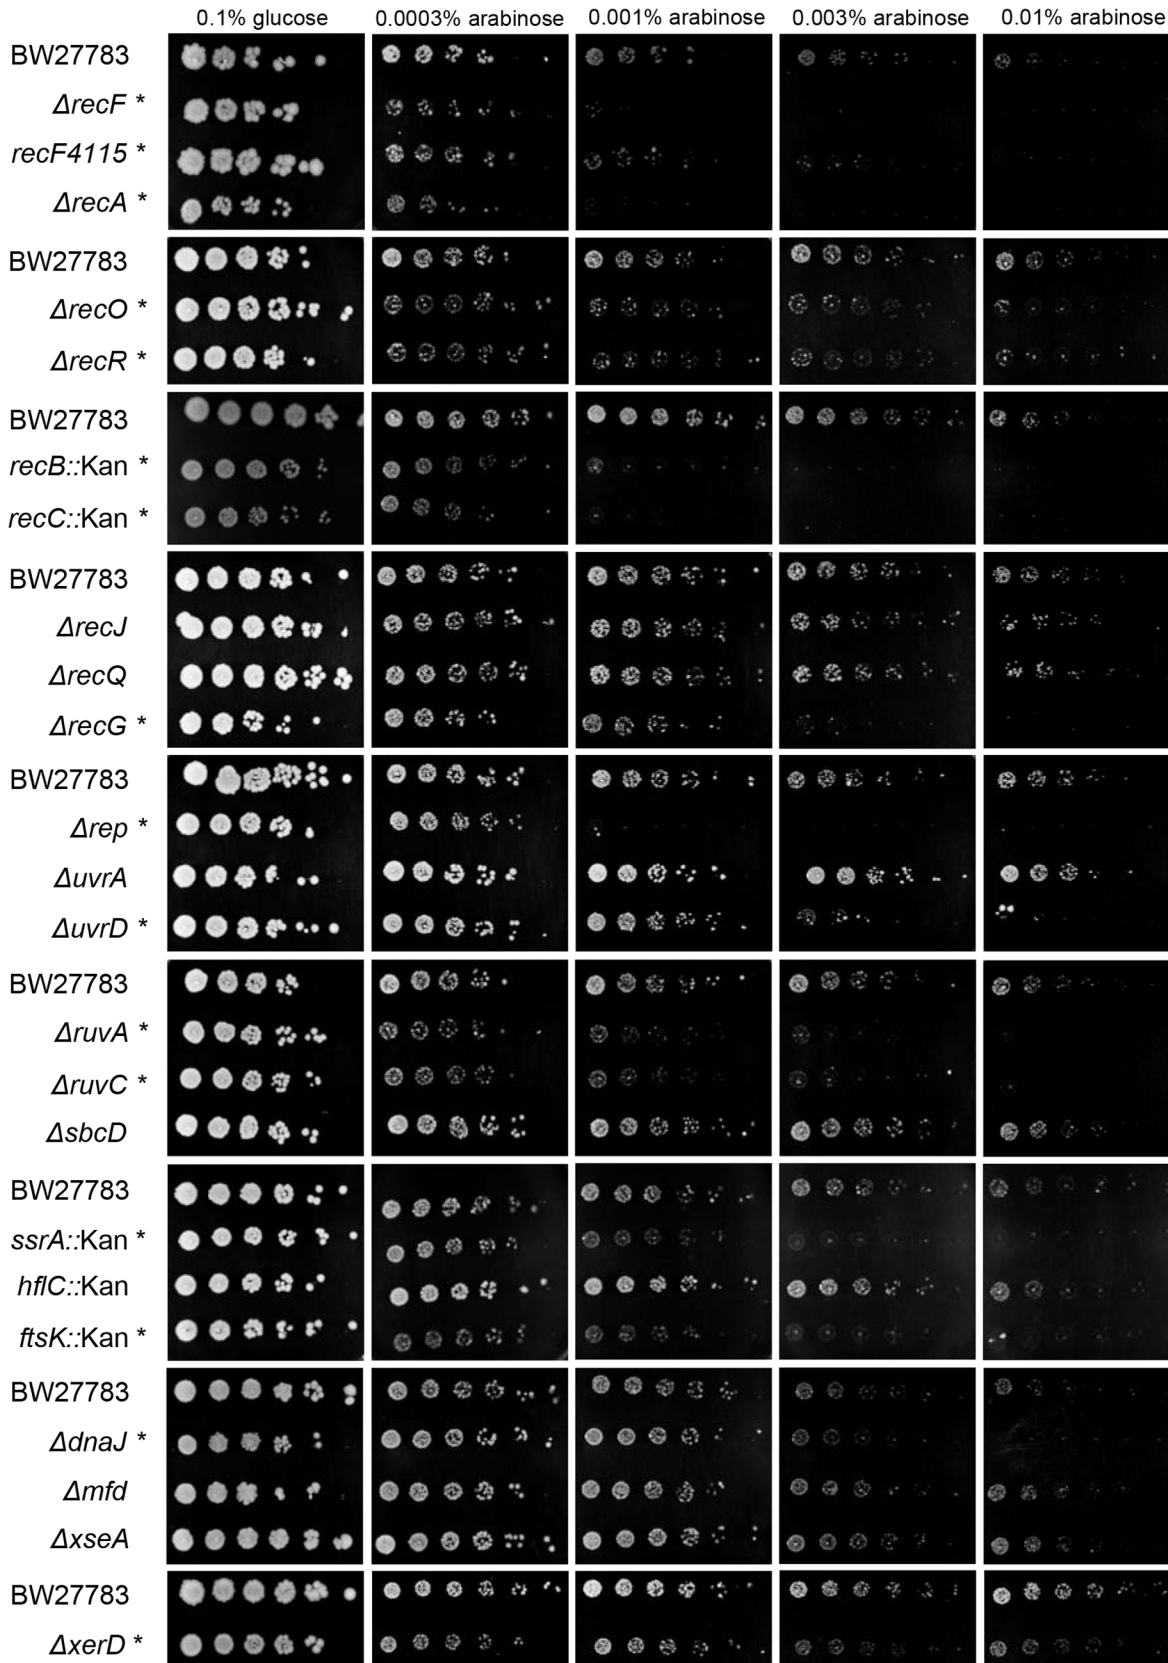 0.1% glucose 0.0003% arabinose 0.001% arabinose 0.003% arabinose 0.01% arabinose
BW27783
ΔrecF *
recF4115 *
ΔrecA *
BW27783
ΔrecO *
ΔrecR *
BW27783
recB::Kan *
recC::Kan *
BW27783
ΔrecJ
ΔrecQ
ΔrecG *
BW27783
Δrep *
ΔuvrA
ΔuvrD *
BW27783
ΔruvA *
ΔruvC *
ΔsbcD
BW27783
ssrA::Kan *
hflC::Kan
ftsK::Kan *
BW27783
ΔdnaJ *
Δmfd
ΔxseA
BW27783
ΔxerD *